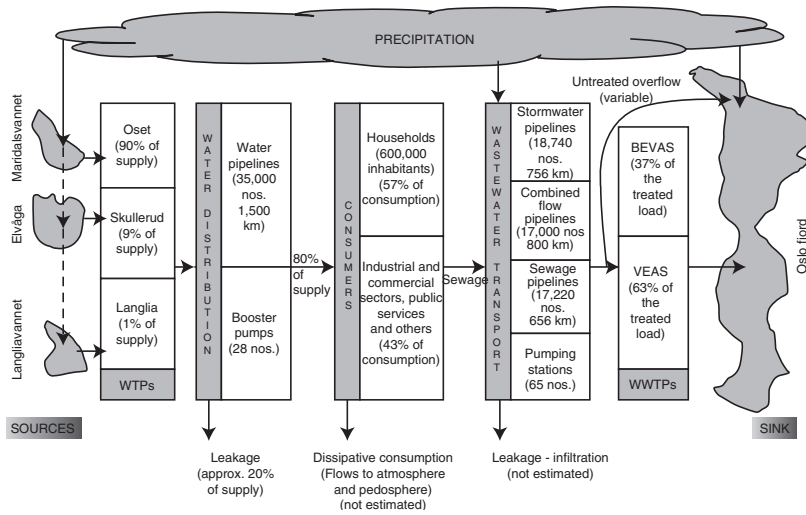 PRECIPITATION
Untreated overflow
(variable)
Maridalsvannet
Elvåga
Langliavannet
SOURCES
Oset
(90% of
supply)
Skullerud
(9% of
supply)
Langlia
(1% of
supply)
WTPs
WATER DISTRIBUTION
Water
pipelines
(35,000
nos.
1,500
km)
Booster
pumps
(28 nos.)
Leakage
(approx. 20%
of supply)
80%
of
supply
CONSUMERS
Households
(600,000
inhabitants)
(57% of
consumption)
Industrial and
commercial
sectors, public
services
and others
(43% of
consumption)
Dissipative consumption
(Flows to atmosphere
and pedosphere)
(not estimated)
Sewage
WASTEWATER TRANSPORT
Stormwater
pipelines
(18,740
nos.
756 km)
Combined
flow
pipelines
(17,000 nos
800 km)
Sewage
pipelines
(17,220
nos.
656 km)
Pumping
stations
(65 nos.)
Leakage - infiltration
(not estimated)
BEVAS
(37% of
the
treated
load)
VEAS
(63% of
the
treated
load)
WWTPs
Oslo fjord
SINK